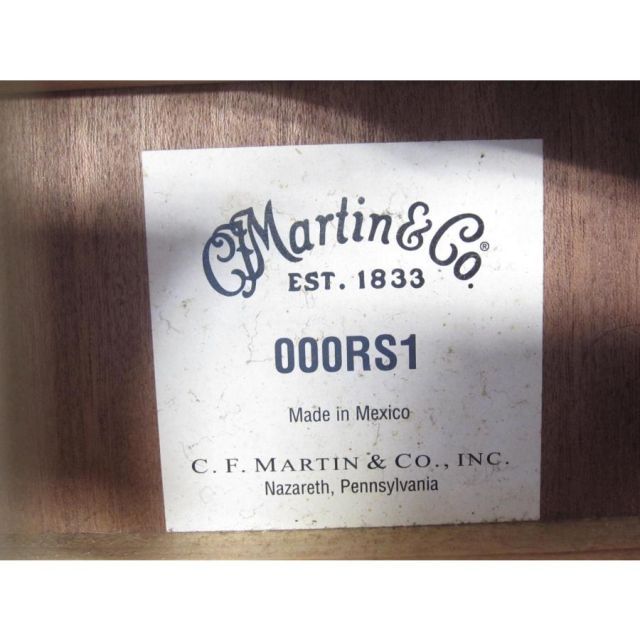 CFMartin & Co.®
EST. 1833
000RS1
Made in Mexico
C. F. MARTIN & CO., INC.
Nazareth, Pennsylvania